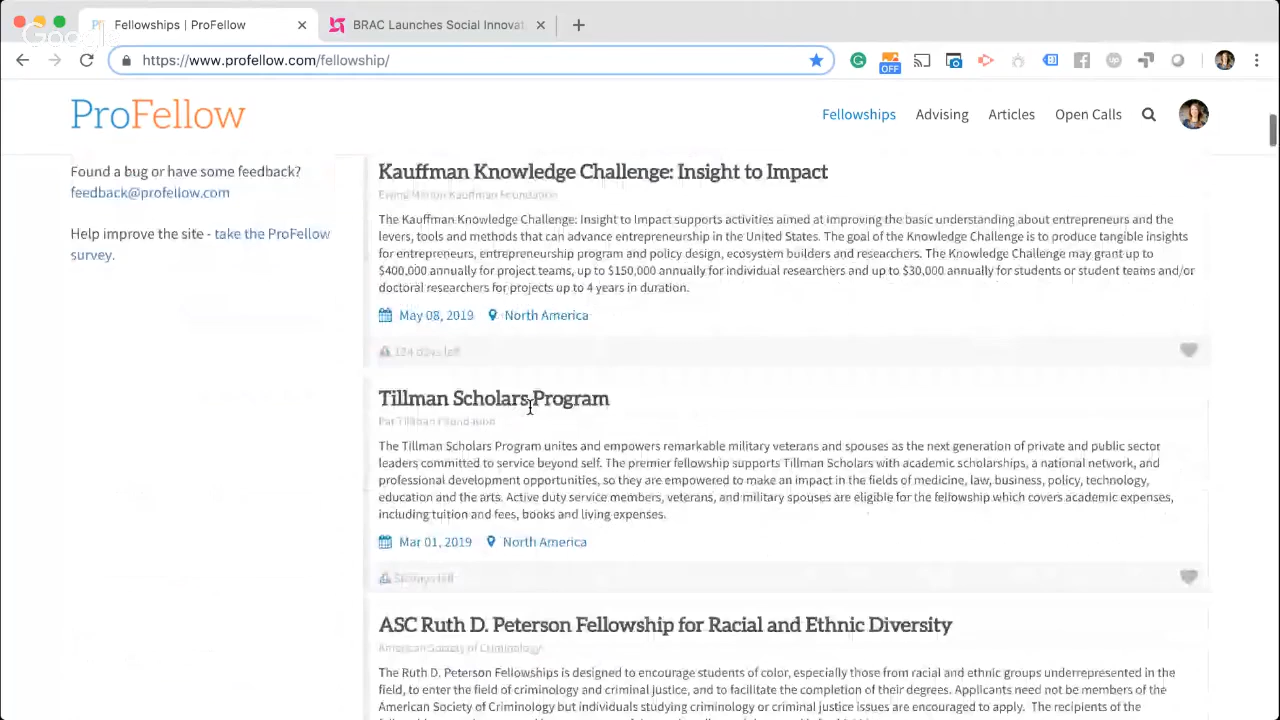 Fellowships | ProFellow
BRAC Launches Social Innovat
https://www.profellow.com/fellowship/
OFF
ProFellow
Fellowships
Advising
Articles
Open Calls
Found a bug or have some feedback?
feedback@profellow.com
Help improve the site - take the ProFellow
survey.
Kauffman Knowledge Challenge: Insight to Impact
Ewing Marion Kauffman Foundation
The Kauffman Knowledge Challenge: Insight to Impact supports activities aimed at improving the basic understanding about entrepreneurs and the
levers, tools and methods that can advance entrepreneurship in the United States. The goal of the Knowledge Challenge is to produce tangible insights
for entrepreneurs, entrepreneurship program and policy design, ecosystem builders and researchers. The Knowledge Challenge may grant up to
$400,000 annually for project teams, up to $150,000 annually for individual researchers and up to $30,000 annually for students or student teams and/or
doctoral researchers for projects up to 4 years in duration.
May 08, 2019 North America
days left
Tillman Scholars Program
Pat Tillman Foundation
The Tillman Scholars Program unites and empowers remarkable military veterans and spouses as the next generation of private and public sector
leaders committed to service beyond self. The premier fellowship supports Tillman Scholars with academic scholarships, a national network, and
professional development opportunities, so they are empowered to make an impact in the fields of medicine, law, business, policy, technology,
education and the arts. Active duty service members, veterans, and military spouses are eligible for the fellowship which covers academic expenses,
including tuition and fees, books and living expenses.
Mar 01, 2019 North America
ASC Ruth D. Peterson Fellowship for Racial and Ethnic Diversity
American Society of Criminology
The Ruth D. Peterson Fellowships is designed to encourage students of color, especially those from racial and ethnic groups underrepresented in the
field, to enter the field of criminology and criminal justice, and to facilitate the completion of their degrees. Applicants need not be members of the
American Society of Criminology but individuals studying criminology or criminal justice issues are encouraged to apply. The recipients of the